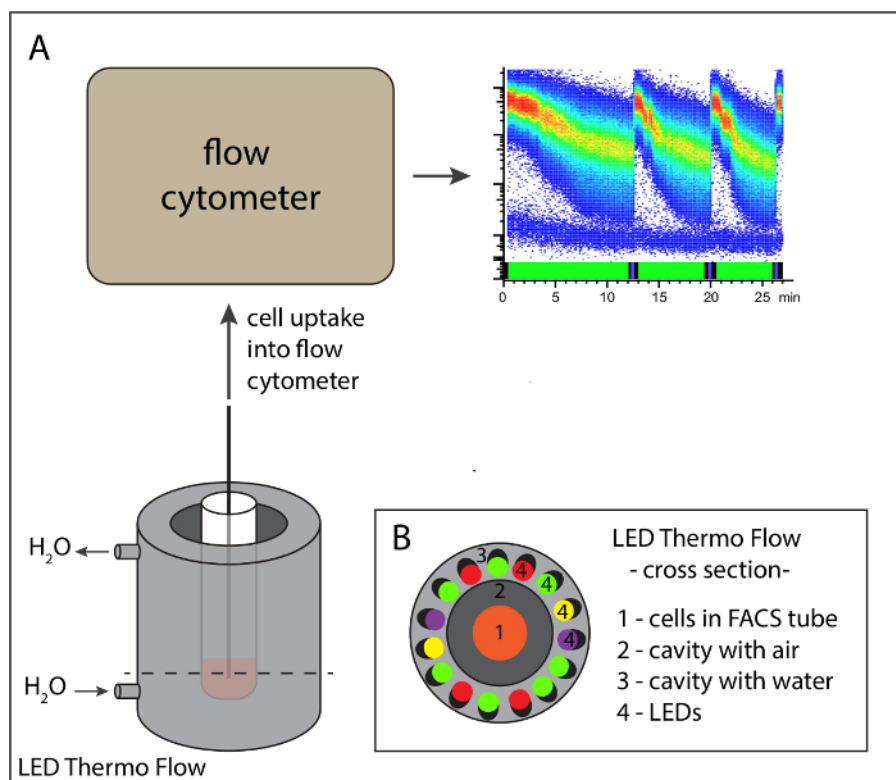 A
flow
cytometer
0 5 10 15 20 25 min
cell uptake
into flow
cytometer
H₂O
H₂O
LED Thermo Flow
B
3
4
4
2
4
1
4
LED Thermo Flow
- cross section-
1 - cells in FACS tube
2 - cavity with air
3 - cavity with water
4 - LEDs